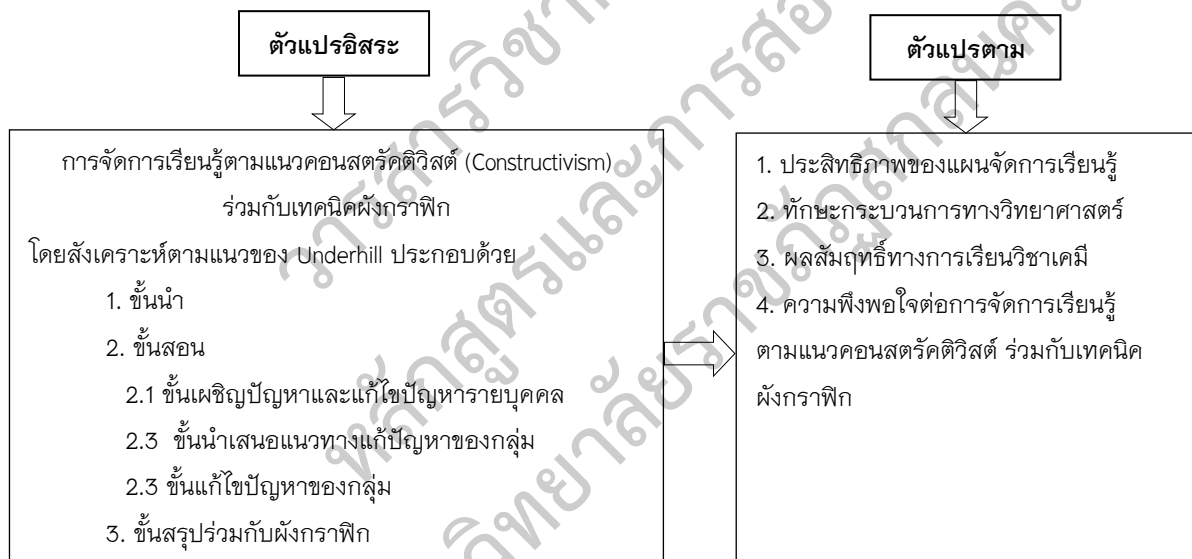 ตัวแปรอิสระ
การจัดการเรียนรู้ตามแนวคอนสตรัคติวิสต์ (Constructivism)
ร่วมกับเทคนิคผังกราฟิก
โดยสังเคราะห์ตามแนวของ Underhill ประกอบด้วย
1. ขั้นนำ
2. ขั้นสอน
2.1 ขั้นเผชิญปัญหาและแก้ไขปัญหารายบุคคล
2.3 ขั้นนำเสนอแนวทางแก้ปัญหาของกลุ่ม
2.3 ขั้นแก้ไขปัญหาของกลุ่ม
3. ขั้นสรุปร่วมกับผังกราฟิก
ตัวแปรตาม
1. ประสิทธิภาพของแผนจัดการเรียนรู้
2. ทักษะกระบวนการทางวิทยาศาสตร์
3. ผลสัมฤทธิ์ทางการเรียนวิชาเคมี
4. ความพึงพอใจต่อการจัดการเรียนรู้
ตามแนวคอนสตรัคติวิสต์ ร่วมกับเทคนิค
ผังกราฟิก